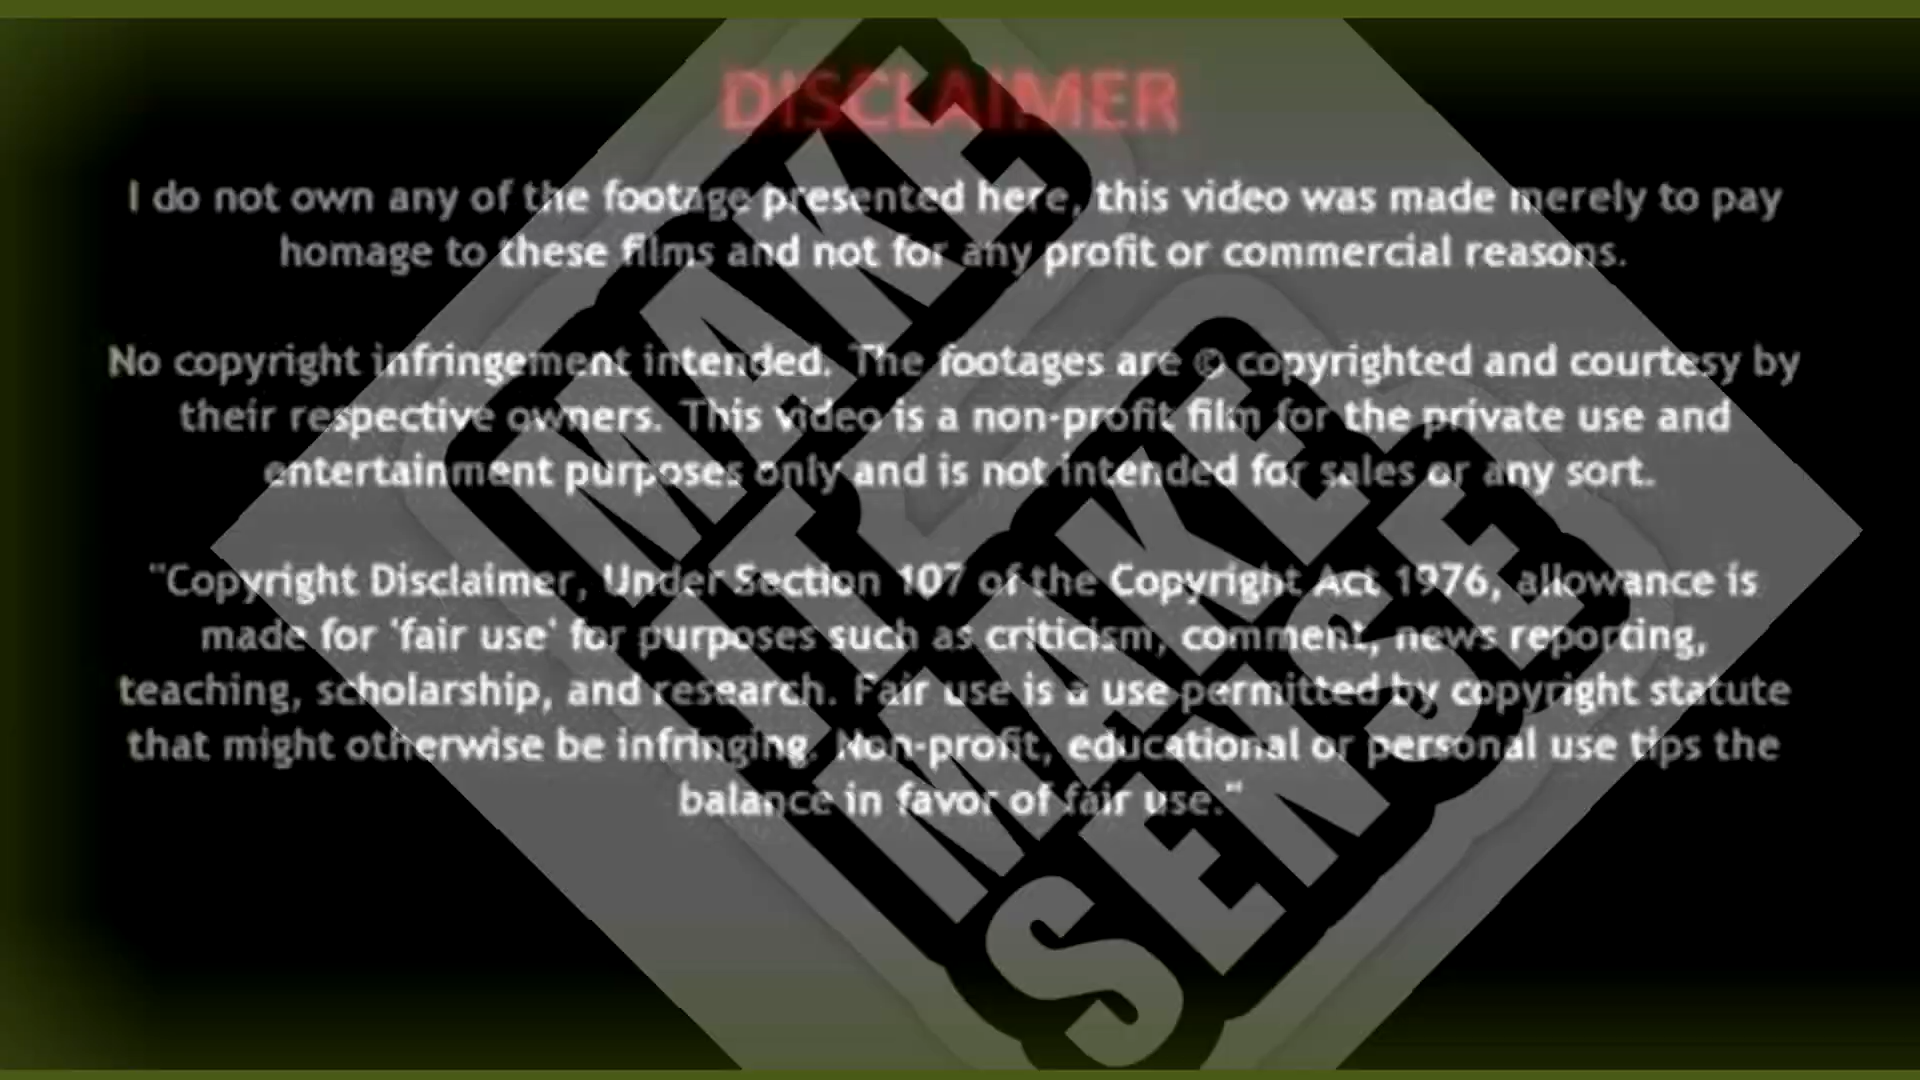 DISCLAIMER
I do not own any of the footage presented here, this video was made merely to pay
homage to these films and not for any profit or commercial reasons.
No copyright infringement intended. The footages are © copyrighted and courtesy by
their respective owners. This video is a non-profit film for the private use and
entertainment purposes only and is not intended for sales or any sort.
"Copyright Disclaimer, Under Section 107 of the Copyright Act 1976, allowance is
made for 'fair use' for purposes such as criticism, comment, news reporting,
teaching, scholarship, and research. Fair use is a use permitted by copyright statute
that might otherwise be infringing. Non-profit, educational or personal use tips the
balance in favor of fair use."
MAKE
IT
MAKE
SENSE